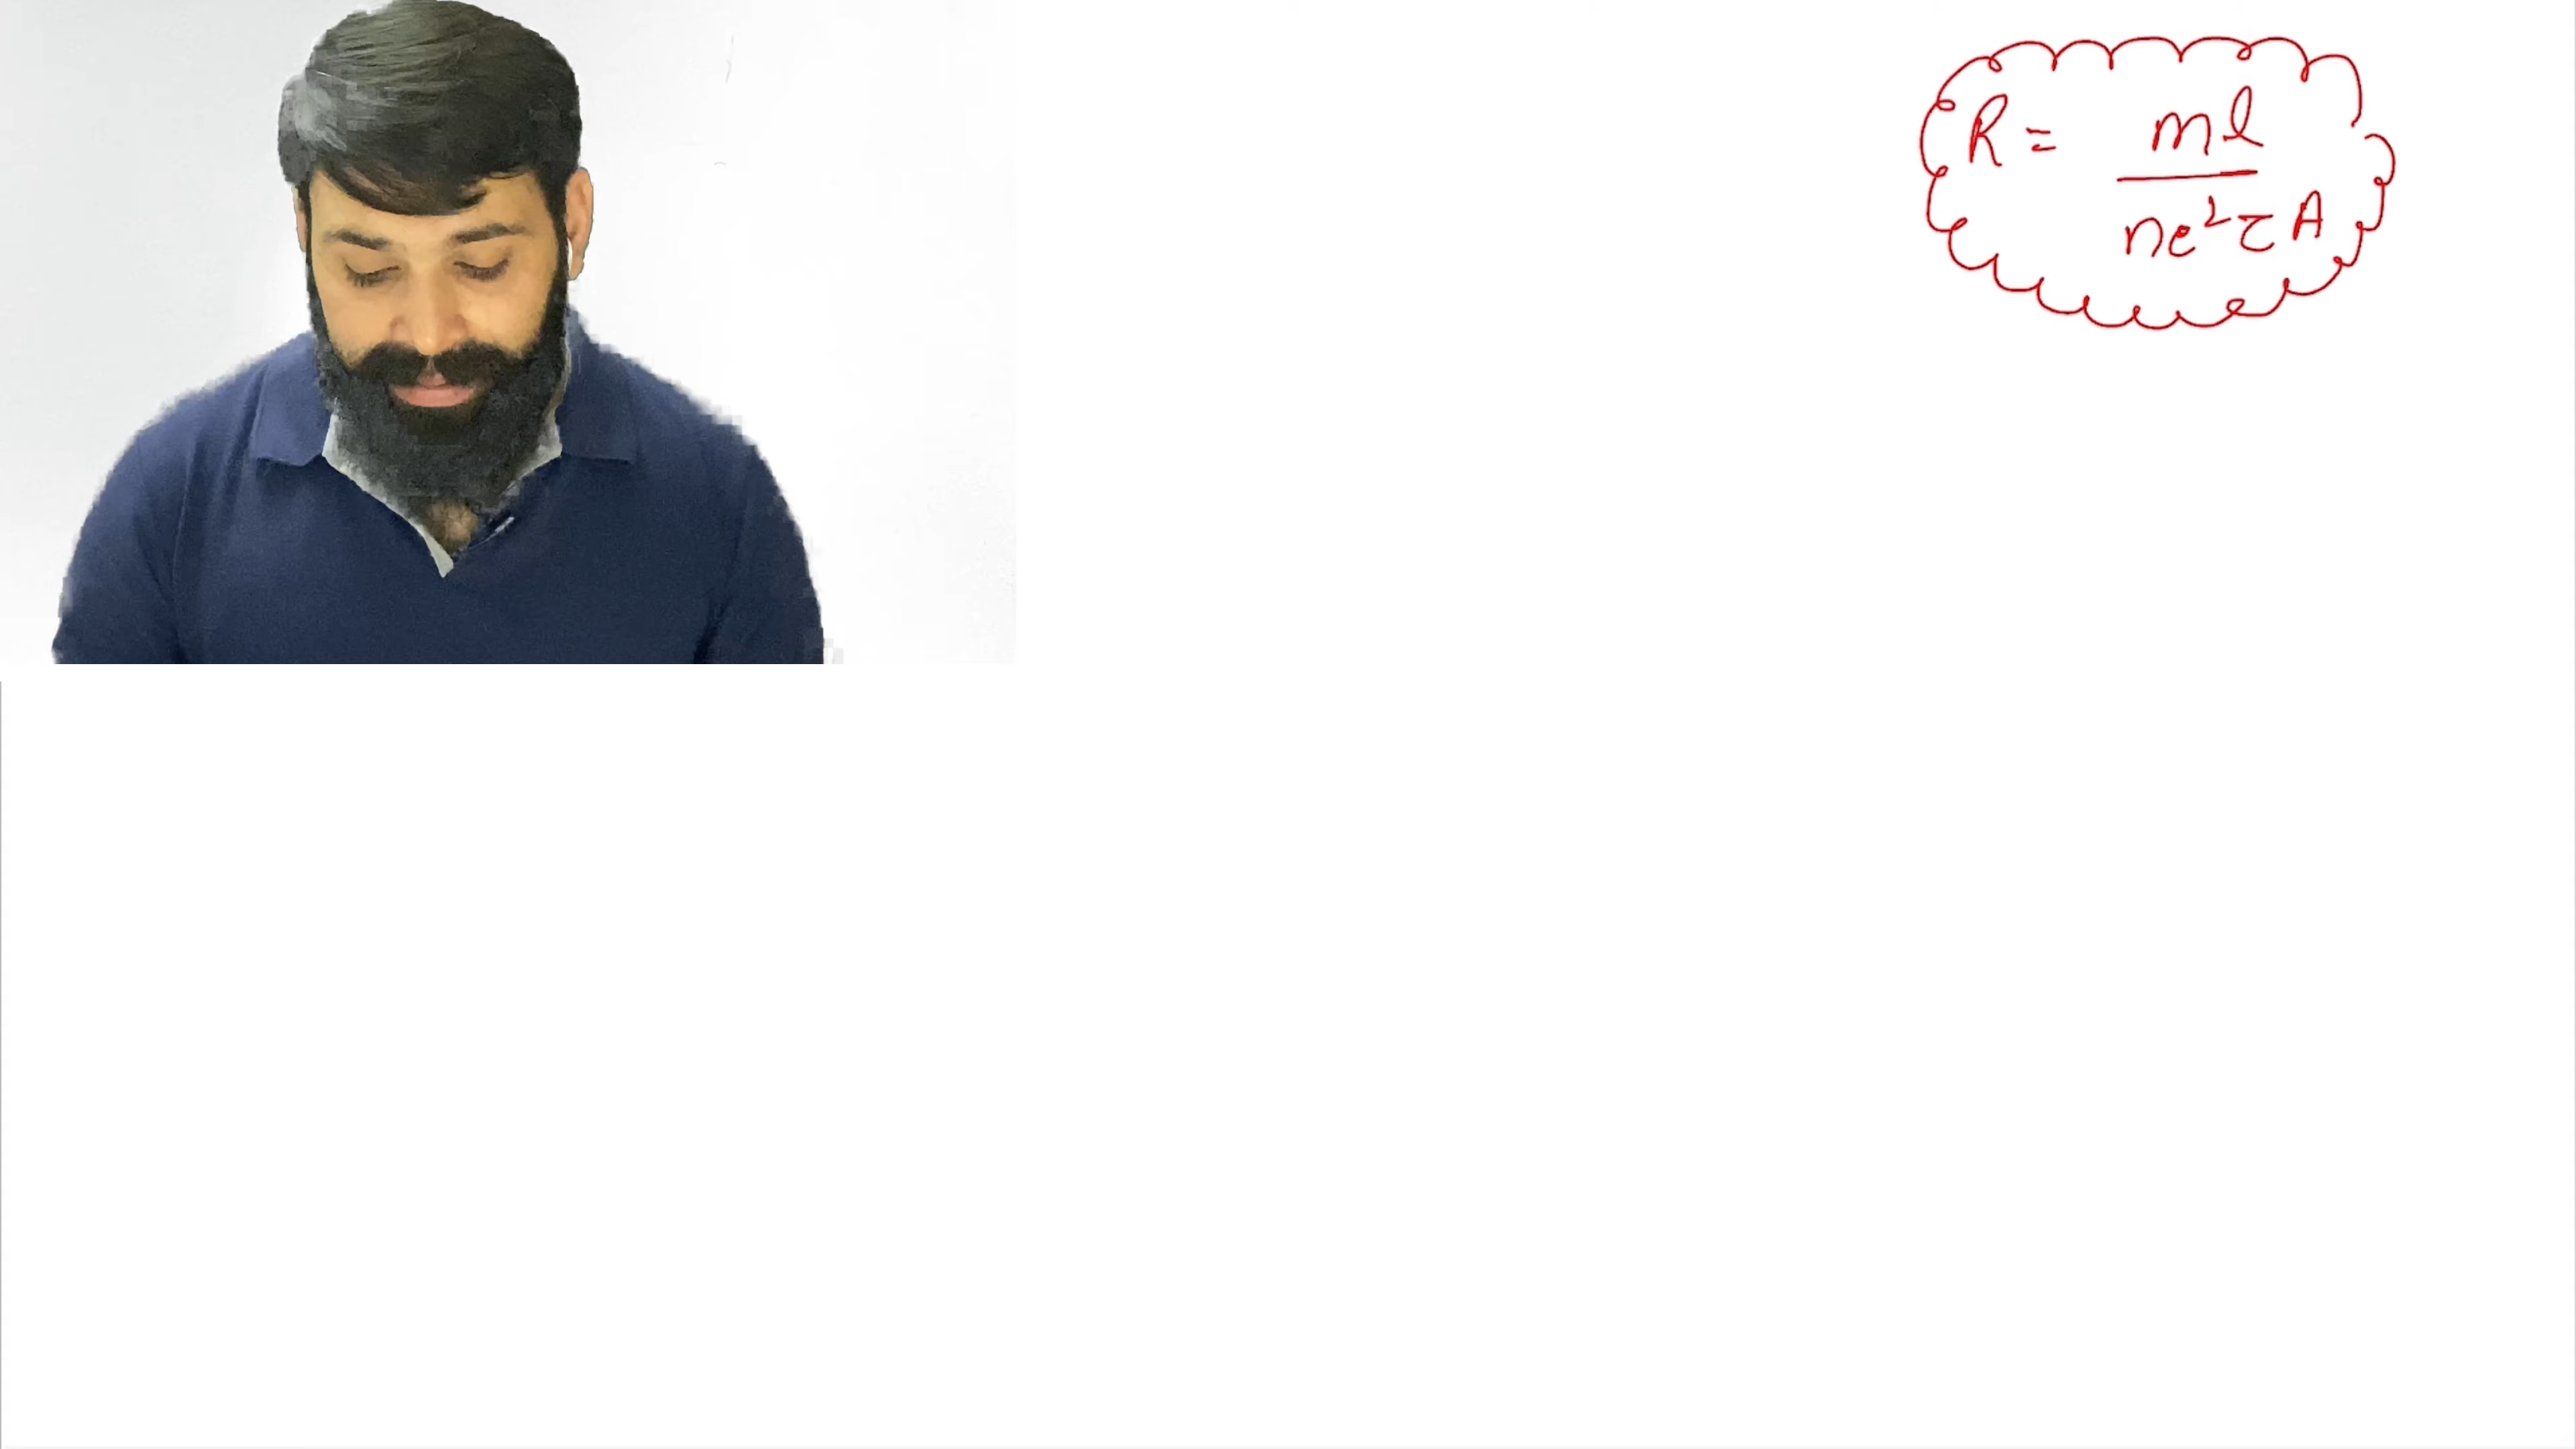 R = ml
ne²τA